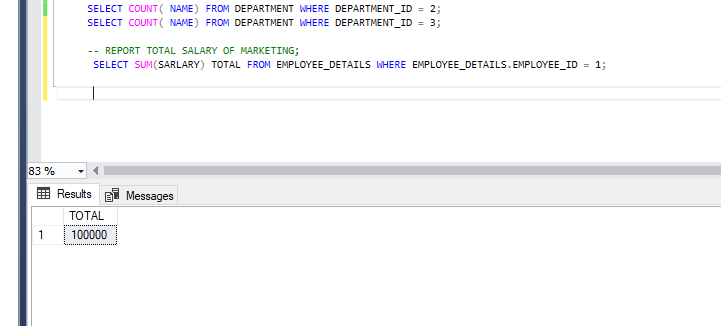 SELECT COUNT( NAME) FROM DEPARTMENT WHERE DEPARTMENT_ID = 2;
SELECT COUNT( NAME) FROM DEPARTMENT WHERE DEPARTMENT_ID = 3;
-- REPORT TOTAL SALARY OF MARKETING;
SELECT SUM(SARLARY) TOTAL FROM EMPLOYEE_DETAILS WHERE EMPLOYEE_DETAILS.EMPLOYEE_ID = 1;
83 %
Results Messages
TOTAL
1 100000